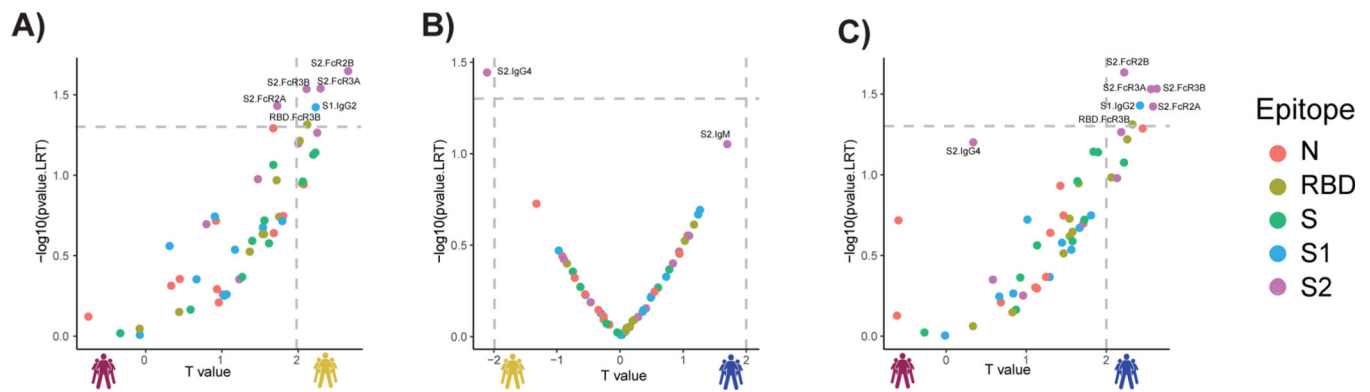 A)
S2.FcR2B
S2.FcR3B
S2.FcR3A
S2.FcR2A
S1.IgG2
RBD.FcR3B
−log10(pvalue.LRT)
1.5
1.0
0.5
0.0
0
1
2
T value
B)
S2.IgG4
S2.IgM
−log10(pvalue.LRT)
1.5
1.0
0.5
0.0
−2
−1
0
1
2
T value
C)
S2.FcR2B
S2.FcR3A
S2.FcR3B
S1.IgG2
S2.FcR2A
RBD.FcR3B
S2.IgG4
−log10(pvalue.LRT)
1.5
1.0
0.5
0.0
0
1
2
T value
Epitope
N
RBD
S
S1
S2